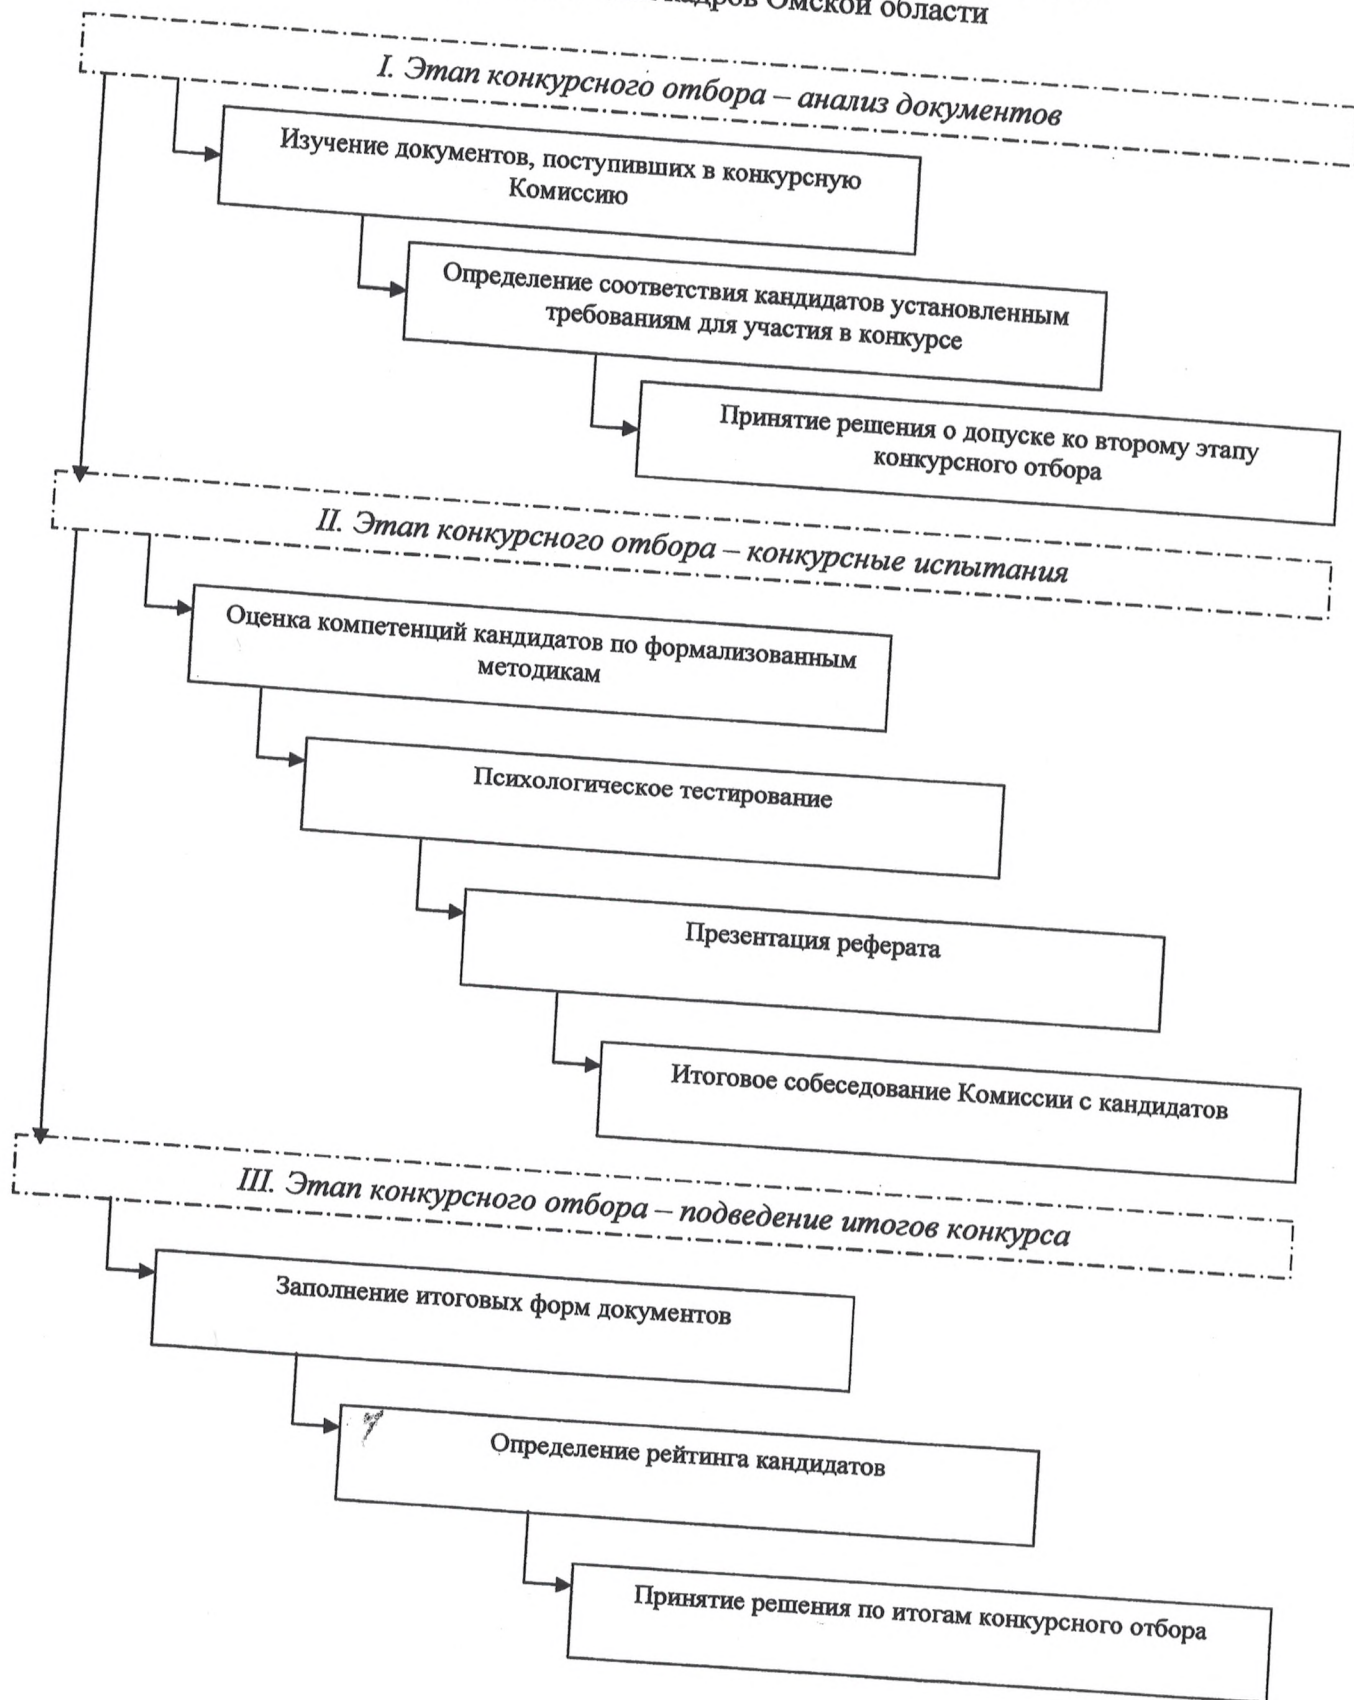 кадров Омской области
I. Этап конкурсного отбора – анализ документов
Изучение документов, поступивших в конкурсную
Комиссию
Определение соответствия кандидатов установленным
требованиям для участия в конкурсе
Принятие решения о допуске ко второму этапу
конкурсного отбора
II. Этап конкурсного отбора – конкурсные испытания
Оценка компетенций кандидатов по формализованным
методикам
Психологическое тестирование
Презентация реферата
Итоговое собеседование Комиссии с кандидатов
III. Этап конкурсного отбора – подведение итогов конкурса
Заполнение итоговых форм документов
Определение рейтинга кандидатов
Принятие решения по итогам конкурсного отбора